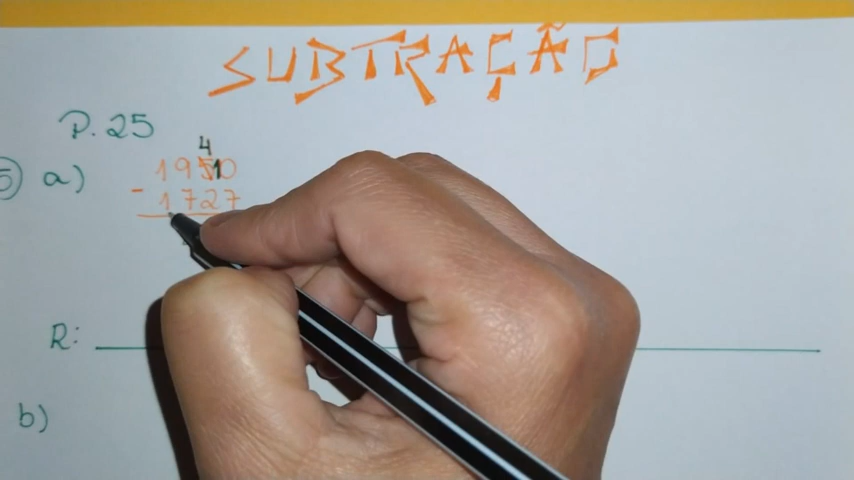 SUBTRAÇÃO
P. 25
4
5) a) 1950
- 1727
R:
b)